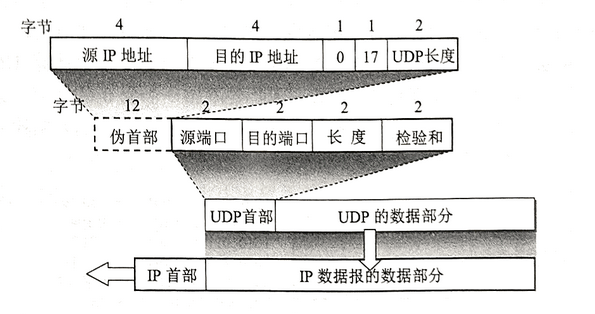 字节 4 4 1 1 2
源 IP 地址 目的 IP 地址 0 17 UDP长度
字节 12 2 2 2 2
伪首部 源端口 目的端口 长 度 检验和
UDP首部 UDP 的数据部分
IP 首部 IP 数据报的数据部分